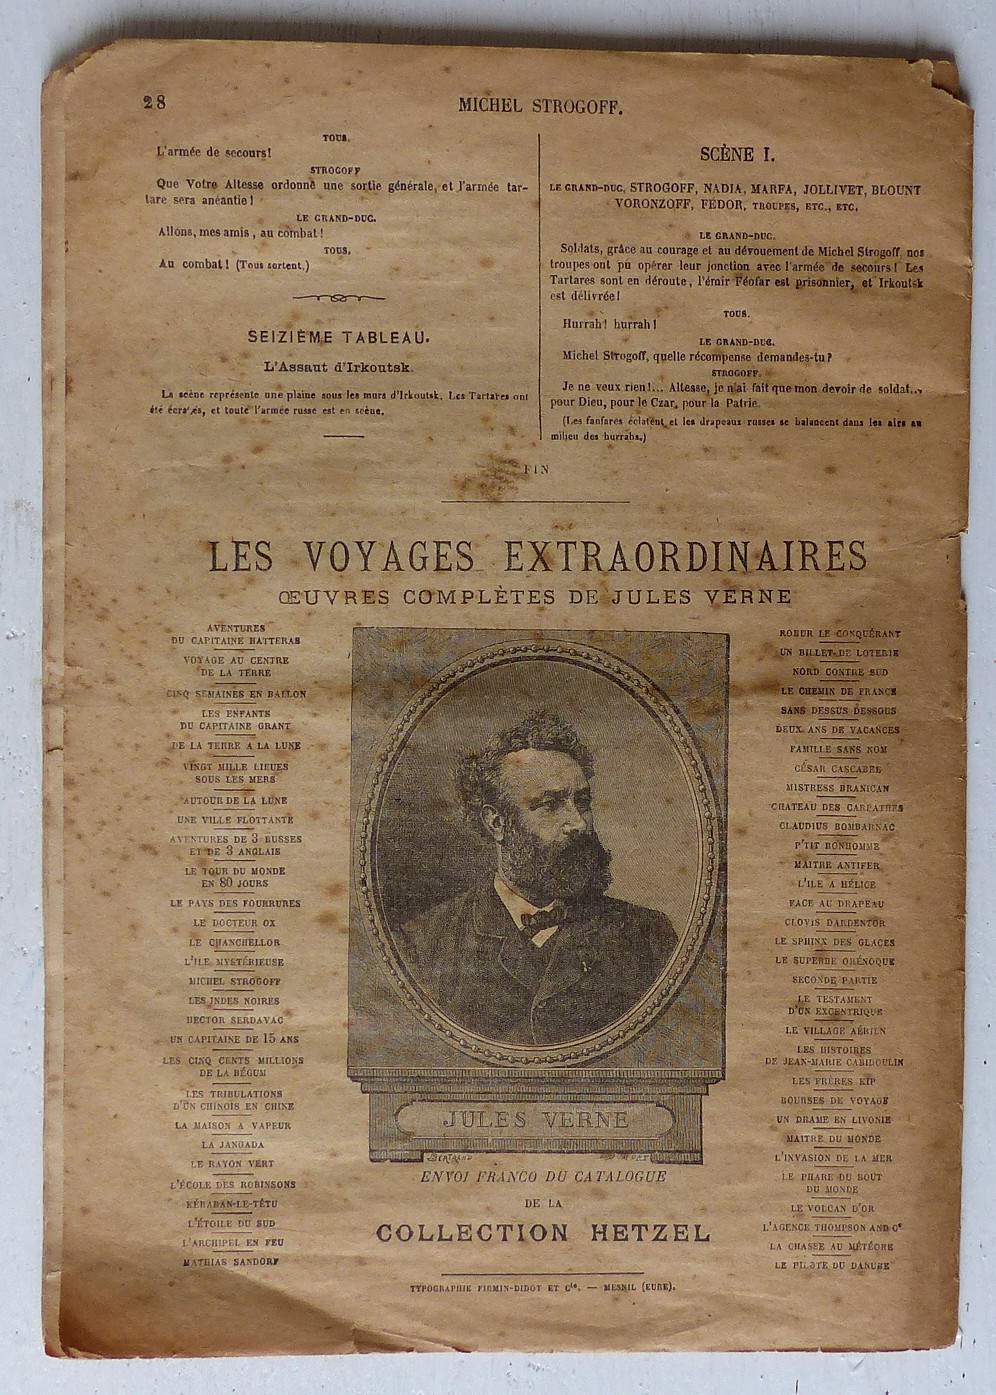 28
MICHEL STROGOFF.
TOUS.
L'armée de secours!
STROGOFF
Que Votre Altesse ordonne une sortie générale, et l'armée tar-
tare sera anéantie!
LE GRAND-DUC.
Allons, mes amis, au combat!
TOUS.
Au combat! (Tous sortent.)
SEIZIÈME TABLEAU.
L'Assaut d'Irkoutsk.
La scène représente une plaine sous les murs d'Irkoutsk. Les Tartares ont
été écrasés, et toute l'armée russe est en scène.
SCÈNE I.
LE GRAND-DUC, STROGOFF, NADIA, MARFA, JOLLIVET, BLOUNT
VORONZOFF, FÉDOR, TROUPES, ETC., ETC.
LE GRAND-DUC.
Soldats, grâce au courage et au dévouement de Michel Strogoff, nos
troupes ont pu opérer leur jonction avec l'armée de secours! Les
Tartares sont en déroute, l'émir Féofar est prisonnier, et Irkoutsk
est délivrée!
TOUS.
Hurrah! hurrah!
LE GRAND-DUC.
Michel Strogoff, quelle récompense demandes-tu?
STROGOFF.
Je ne veux rien!... Altesse, je n'ai fait que mon devoir de soldat...
pour Dieu, pour le Czar, pour la Patrie.
(Les fanfares éclatent et les drapeaux russes se balancent dans les airs au
milieu des hurrahs.)
FIN
LES VOYAGES EXTRAORDINAIRES
ŒUVRES COMPLÈTES DE JULES VERNE
AVENTURES
DU CAPITAINE HATTERAS
VOYAGE AU CENTRE
DE LA TERRE
CINQ SEMAINES EN BALLON
LES ENFANTS
DU CAPITAINE GRANT
DE LA TERRE A LA LUNE
VINGT MILLE LIEUES
SOUS LES MERS
AUTOUR DE LA LUNE
UNE VILLE FLOTTANTE
AVENTURES DE 3 RUSSES
ET DE 3 ANGLAIS
LE TOUR DU MONDE
EN 80 JOURS
LE PAYS DES FOURRURES
LE DOCTEUR OX
LE CHANCELLOR
L'ILE MYSTÉRIEUSE
MICHEL STROGOFF
LES INDES NOIRES
HECTOR SERDAVAC
UN CAPITAINE DE 15 ANS
LES CINQ CENTS MILLIONS
DE LA BÉGUM
LES TRIBULATIONS
D'UN CHINOIS EN CHINE
LA MAISON A VAPEUR
LA JANGADA
LE RAYON VERT
L'ÉCOLE DES ROBINSONS
KÉRABAN-LE-TÊTU
L'ÉTOILE DU SUD
L'ARCHIPEL EN FEU
MATHIAS SANDORF
JULES VERNE
BERTRAND
ENVOI FRANCO DU CATALOGUE
DE LA
COLLECTION HETZEL
ROBUR LE CONQUÉRANT
UN BILLET DE LOTERIE
NORD CONTRE SUD
LE CHEMIN DE FRANCE
SANS DESSUS DESSOUS
DEUX ANS DE VACANCES
FAMILLE SANS NOM
CÉSAR CASCABEL
MISTRESS BRANICAN
CHATEAU DES CARPATHES
CLAUDIUS BOMBARNAC
P'TIT BONHOMME
MAITRE ANTIFER
L'ILE A HÉLICE
FACE AU DRAPEAU
CLOVIS DARDENTOR
LE SPHINX DES GLACES
LE SUPERBE ORÉNOQUE
SECONDE PARTIE
LE TESTAMENT
D'UN EXCENTRIQUE
LE VILLAGE AÉRIEN
LES HISTOIRES
DE JEAN-MARIE CABIDOULIN
LES FRÈRES KIP
BOURSES DE VOYAGE
UN DRAME EN LIVONIE
MAITRE DU MONDE
L'INVASION DE LA MER
LE PHARE DU BOUT
DU MONDE
LE VOLCAN D'OR
L'AGENCE THOMPSON AND Cº
LA CHASSE AU MÉTÉORE
LE PILOTE DU DANUBE
TYPOGRAPHIE FIRMIN-DIDOT ET Cie. — MESNIL (EURE).